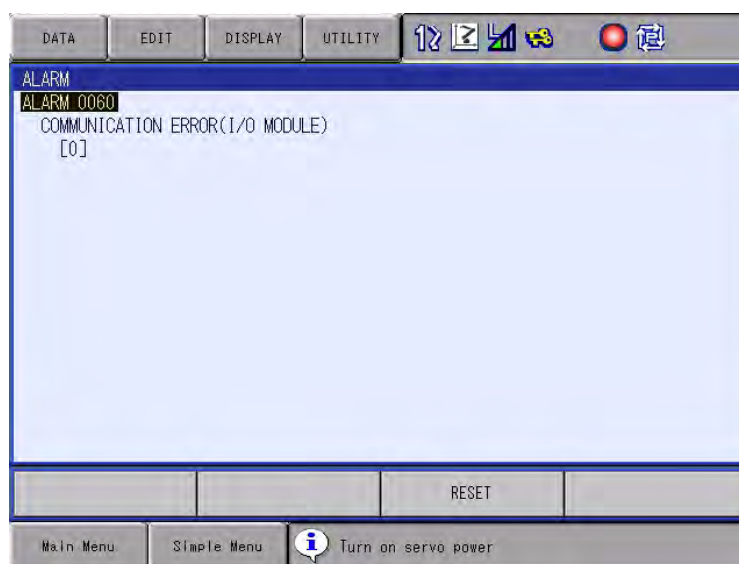 DATA EDIT DISPLAY UTILITY
ALARM
ALARM 0060
COMMUNICATION ERROR(I/O MODULE)
[0]
RESET
Main Menu Simple Menu Turn on servo power